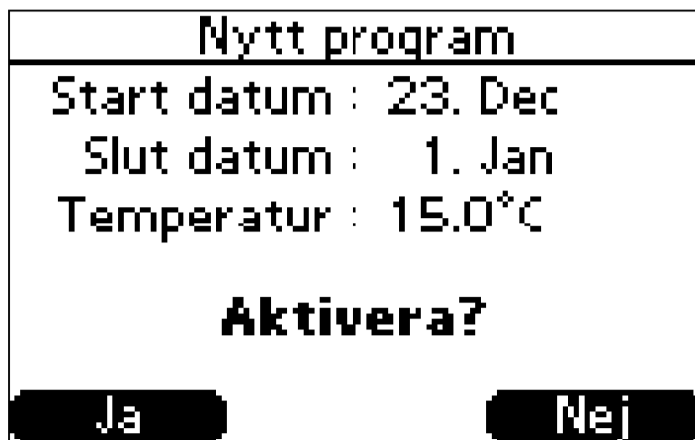 Nytt program
Start datum : 23. Dec
Slut datum : 1. Jan
Temperatur : 15.0°C
Aktivera?
Ja Nej